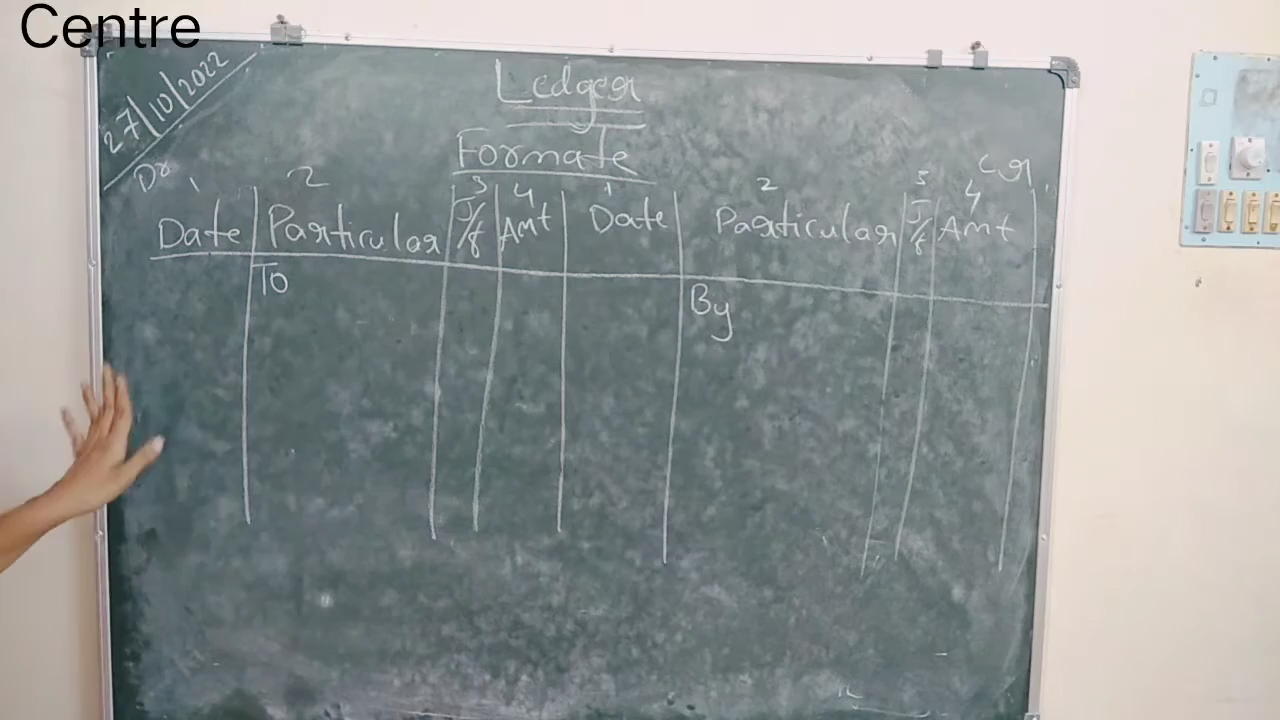 Centre
27/10/2022
Ledger
Formate
Dr Cr
1 2 3 4 1 2 3 4
Date Particular J/f Amt Date Particular J/f Amt
To By